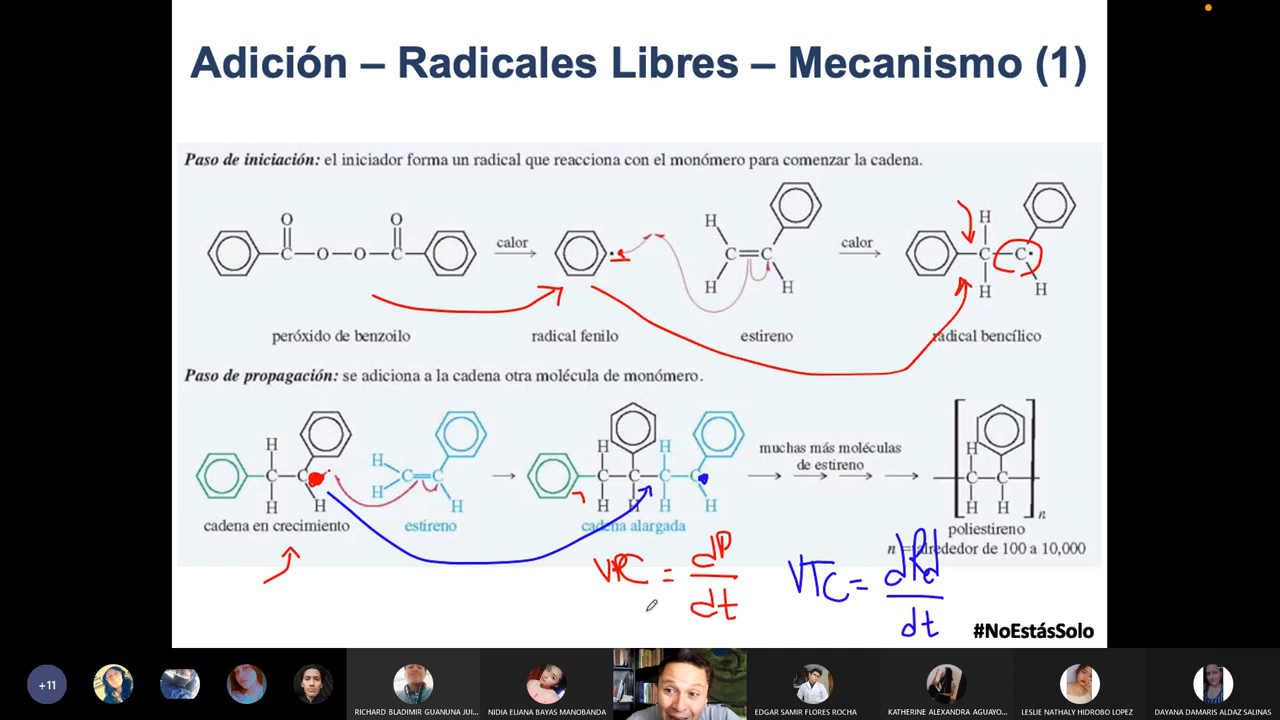 Adición – Radicales Libres – Mecanismo (1)
Paso de iniciación: el iniciador forma un radical que reacciona con el monómero para comenzar la cadena.
O O H H
C O O C calor C C calor C C
H H H H
peróxido de benzoilo radical fenilo estireno radical bencílico
Paso de propagación: se adiciona a la cadena otra molécula de monómero.
H H H H H
C C C C C C C C muchas más moléculas de estireno C C
H H H H H H H H H H n
cadena en crecimiento estireno cadena alargada poliestireno
n = alrededor de 100 a 10,000
VPC = dP/dt
VTC = dt
#NoEstásSolo
+11
RICHARD BLADIMIR GUANUNA JUI...
NIDIA ELIANA BAYAS MANOBANDA
EDGAR SAMIR FLORES ROCHA
KATHERINE ALEXANDRA AGUAYO...
LESLIE NATHALY HIDROBO LOPEZ
DAYANA DAMARIS ALDAZ SALINAS